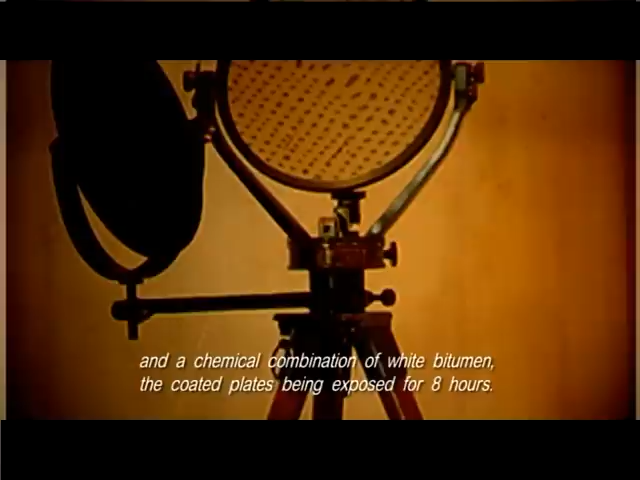 and a chemical combination of white bitumen,
the coated plates being exposed for 8 hours.